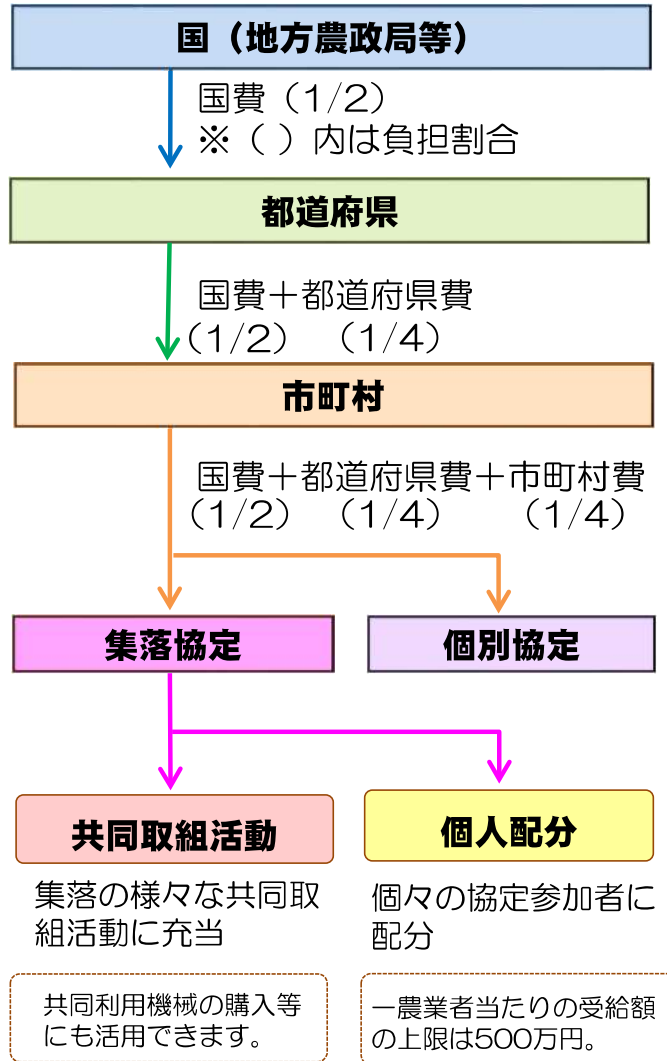 国（地方農政局等）
国費（1/2）
※（ ）内は負担割合
都道府県
国費＋都道府県費
（1/2）（1/4）
市町村
国費＋都道府県費＋市町村費
（1/2）（1/4）（1/4）
集落協定
個別協定
共同取組活動
集落の様々な共同取
組活動に充当
共同利用機械の購入等
にも活用できます。
個人配分
個々の協定参加者に
配分
一農業者当たりの受給額
の上限は500万円。